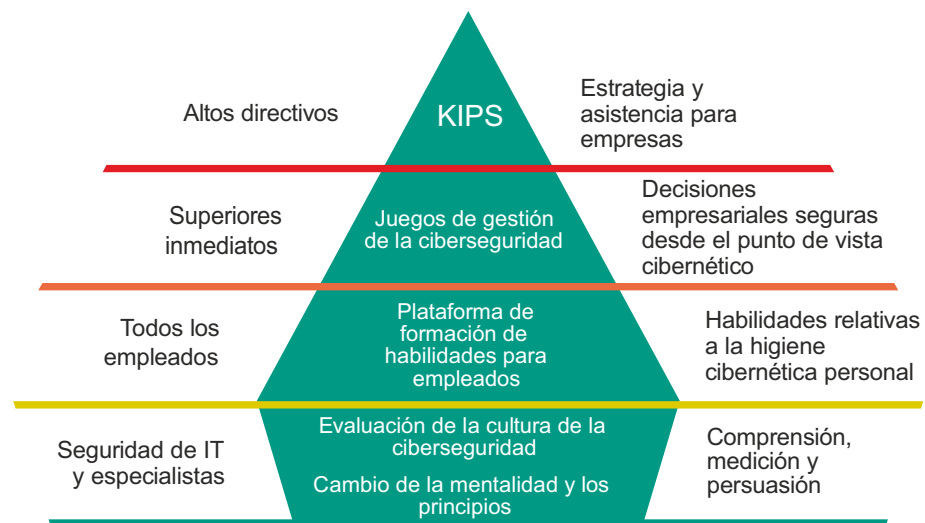 Altos directivos
KIPS
Estrategia y
asistencia para
empresas
Superiores
inmediatos
Juegos de gestión
de la ciberseguridad
Decisiones
empresariales seguras
desde el punto de vista
cibernético
Todos los
empleados
Plataforma de
formación de
habilidades para
empleados
Habilidades relativas
a la higiene
cibernética personal
Seguridad de IT
y especialistas
Evaluación de la cultura de la
ciberseguridad
Cambio de la mentalidad y los
principios
Comprensión,
medición y
persuasión